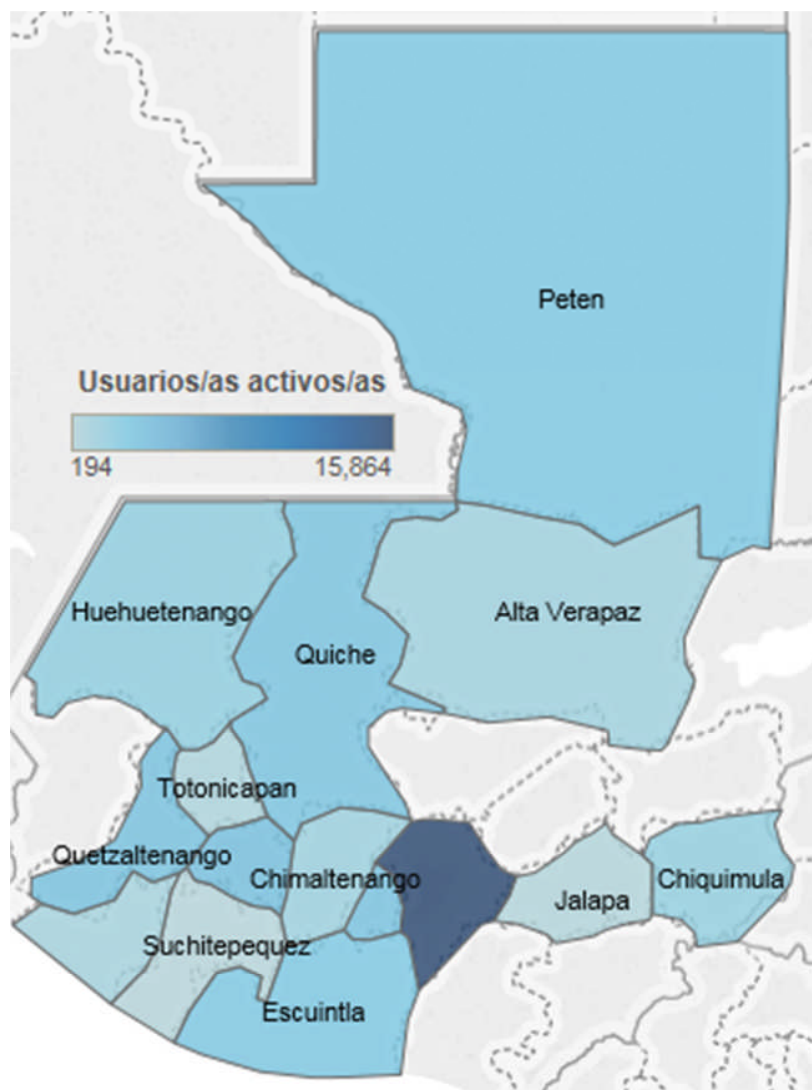 Peten
Usuarios/as activos/as
194
15,864
Huehuetenango
Alta Verapaz
Quiche
Totonicapan
Quetzaltenango
Chimaltenango
Chiquimula
Jalapa
Suchitepequez
Escuintla